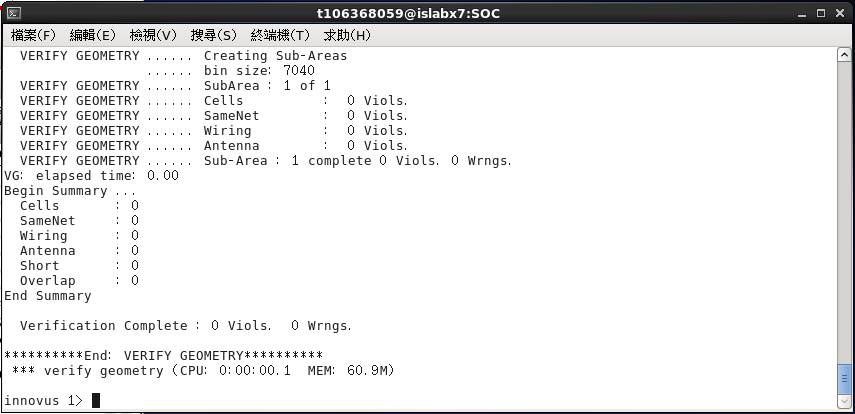 t106368059@islabx7:SOC
檔案(F) 編輯(E) 檢視(V) 搜尋(S) 終端機(T) 求助(H)
VERIFY GEOMETRY ...... Creating Sub-Areas
...... bin size: 7040
VERIFY GEOMETRY ...... SubArea : 1 of 1
VERIFY GEOMETRY ...... Cells : 0 Viols.
VERIFY GEOMETRY ...... SameNet : 0 Viols.
VERIFY GEOMETRY ...... Wiring : 0 Viols.
VERIFY GEOMETRY ...... Antenna : 0 Viols.
VERIFY GEOMETRY ...... Sub-Area : 1 complete 0 Viols. 0 Wrngs.
VG: elapsed time: 0.00
Begin Summary ...
Cells : 0
SameNet : 0
Wiring : 0
Antenna : 0
Short : 0
Overlap : 0
End Summary
Verification Complete : 0 Viols. 0 Wrngs.
**********End: VERIFY GEOMETRY**********
*** verify geometry (CPU: 0:00:00.1 MEM: 60.9M)
innovus 1>